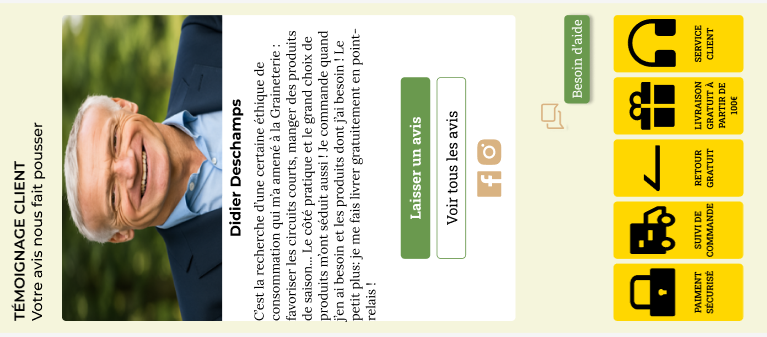 TÉMOIGNAGE CLIENT
Votre avis nous fait pousser
Didier Deschamps
C'est la recherche d'une certaine éthique de
consommation qui m'a amené à la Graineterie :
favoriser les circuits courts, manger des produits
de saison... Le côté pratique et le grand choix de
produits m'ont séduit aussi ! Je commande quand
j'en ai besoin et les produits dont j'ai besoin ! Le
petit plus: je me fais livrer gratuitement en point-
relais !
Laisser un avis
Voir tous les avis
Besoin d'aide
PAIMENT
SÉCURISÉ
SUIVI DE
COMMANDE
RETOUR
GRATUIT
LIVRAISON
GRATUIT À
PARTIR DE
100€
SERVICE
CLIENT